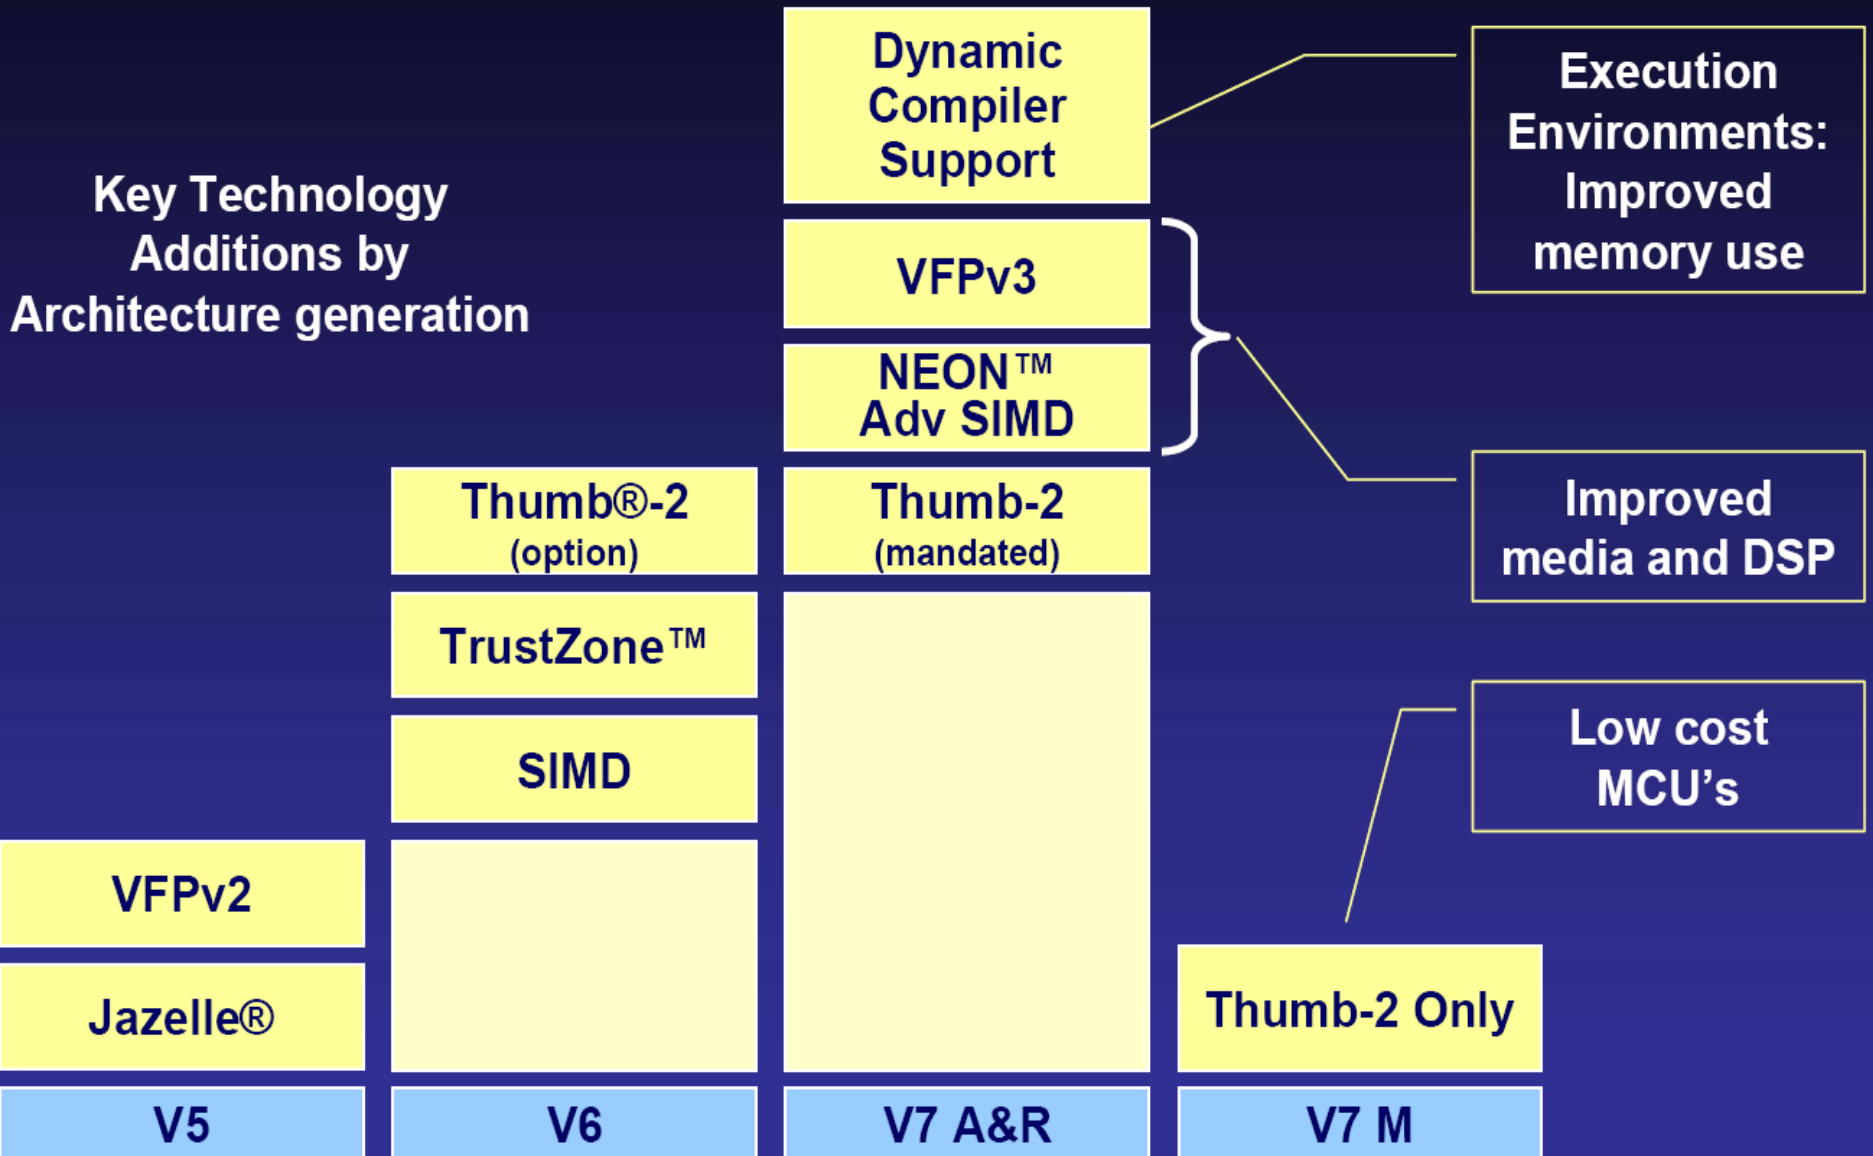 Key Technology
Additions by
Architecture generation
Dynamic
Compiler
Support
VFPv3
NEON™
Adv SIMD
Thumb®-2
(option)
Thumb-2
(mandated)
TrustZone™
SIMD
VFPv2
Jazelle®
Thumb-2 Only
V5
V6
V7 A&R
V7 M
Execution
Environments:
Improved
memory use
Improved
media and DSP
Low cost
MCU’s